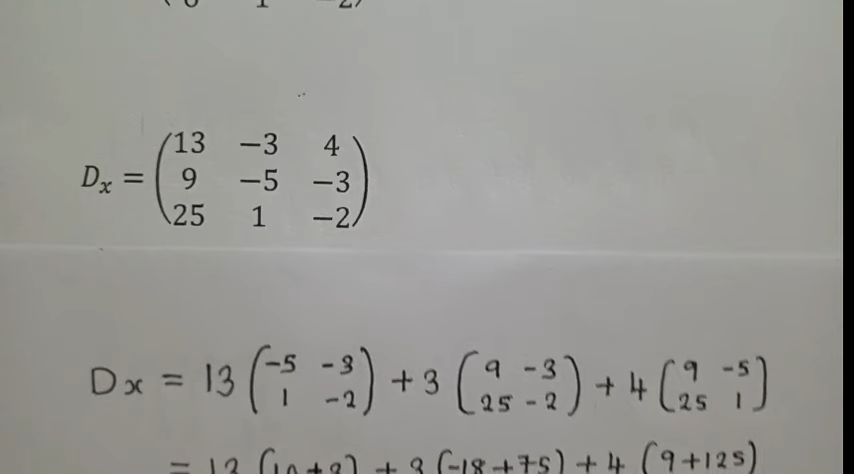 D_x = (13 -3 4
9 -5 -3
25 1 -2)
Dx = 13 (-5 -3 1 -2) + 3 (9 -3 25 -2) + 4 (9 -5 25 1)
= 13 (10+3) + 3 (-18+75) + 4 (9+125)